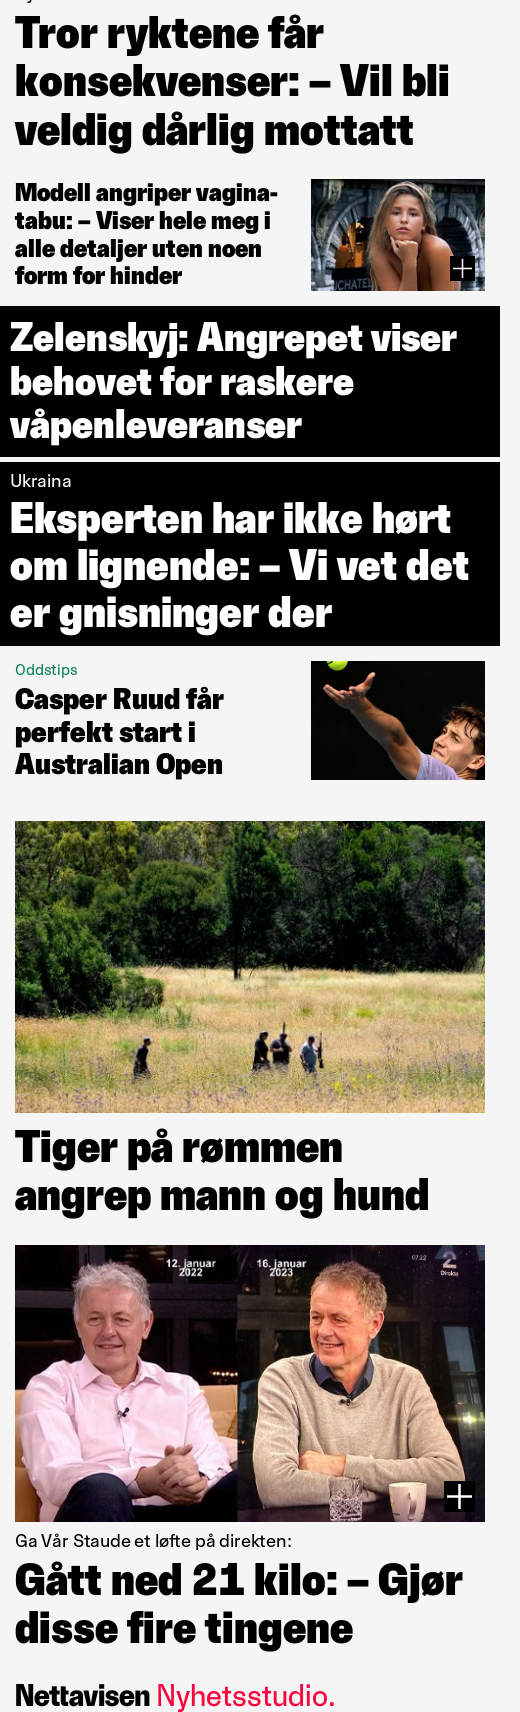 Tror ryktene får
konsekvenser: – Vil bli
veldig dårlig mottatt
Modell angriper vagina-
tabu: – Viser hele meg i
alle detaljer uten noen
form for hinder
Zelenskyj: Angrepet viser
behovet for raskere
våpenleveranser
Ukraina
Eksperten har ikke hørt
om lignende: – Vi vet det
er gnisninger der
Oddstips
Casper Ruud får
perfekt start i
Australian Open
Tiger på rømmen
angrep mann og hund
12. januar
2022
16. januar
2023
07:22
2
Direkte
Ga Vår Staude et løfte på direkten:
Gått ned 21 kilo: – Gjør
disse fire tingene
Nettavisen Nyhetsstudio.